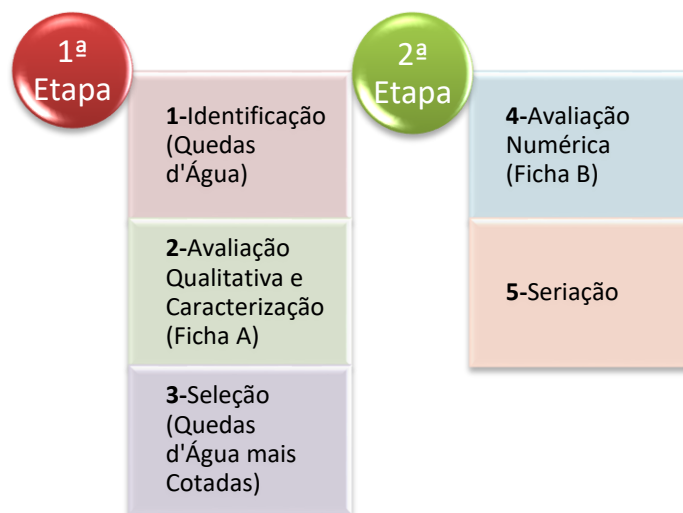 1ª
Etapa
1-Identificação
(Quedas
d'Água)
2-Avaliação
Qualitativa e
Caracterização
(Ficha A)
3-Seleção
(Quedas
d'Água mais
Cotadas)
2ª
Etapa
4-Avaliação
Numérica
(Ficha B)
5-Seriação